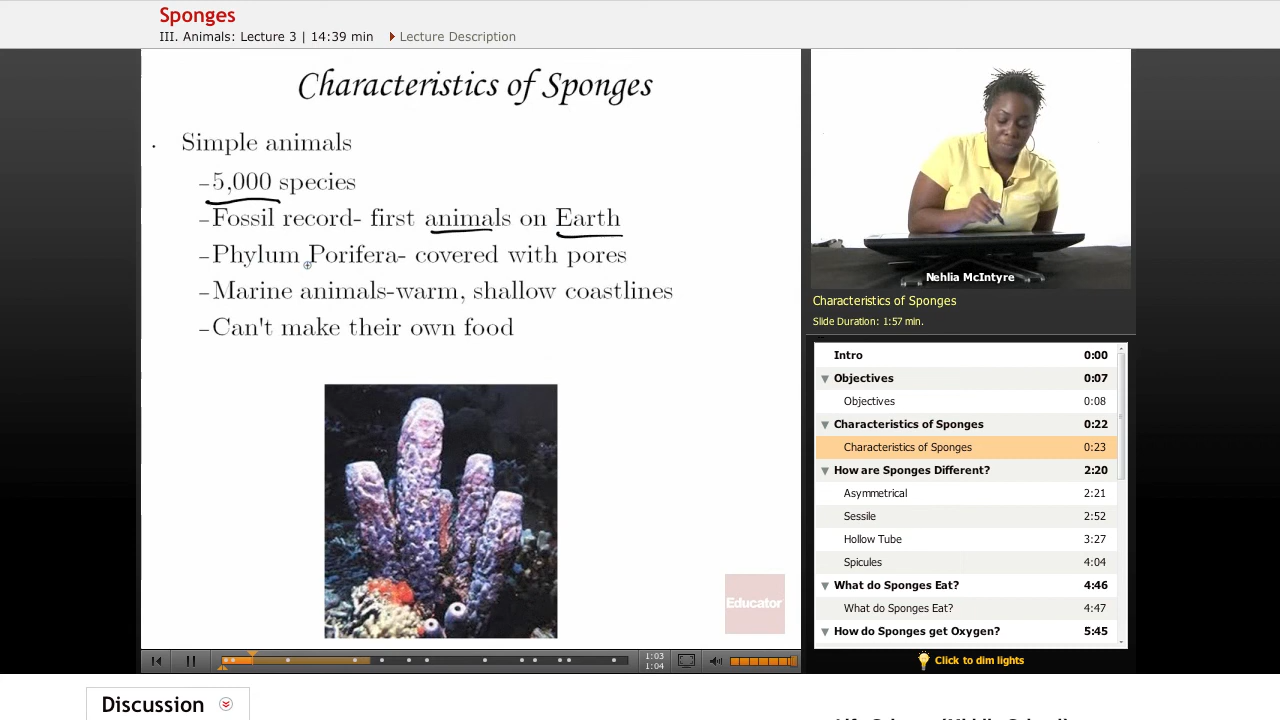 Sponges
III. Animals: Lecture 3 | 14:39 min
Lecture Description
Characteristics of Sponges
Simple animals
–5,000 species
–Fossil record- first animals on Earth
–Phylum Porifera- covered with pores
–Marine animals-warm, shallow coastlines
–Can't make their own food
Educator
1:03
1:04
Nehlia McIntyre
Characteristics of Sponges
Slide Duration: 1:57 min.
Intro 0:00
Objectives 0:07
Objectives 0:08
Characteristics of Sponges 0:22
Characteristics of Sponges 0:23
How are Sponges Different? 2:20
Asymmetrical 2:21
Sessile 2:52
Hollow Tube 3:27
Spicules 4:04
What do Sponges Eat? 4:46
What do Sponges Eat? 4:47
How do Sponges get Oxygen? 5:45
Click to dim lights
Discussion